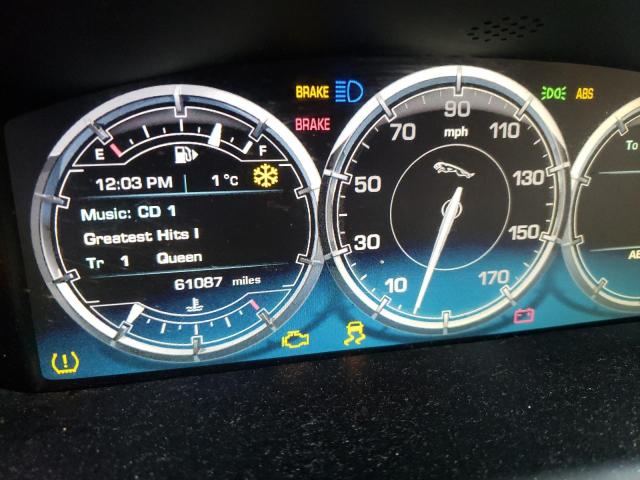 BRAKE
BRAKE
ABS
E F
12:03 PM 1°C
Music: CD 1
Greatest Hits I
Tr 1 Queen
61087 miles
10
30
50
70
90
110
130
150
170
mph
To